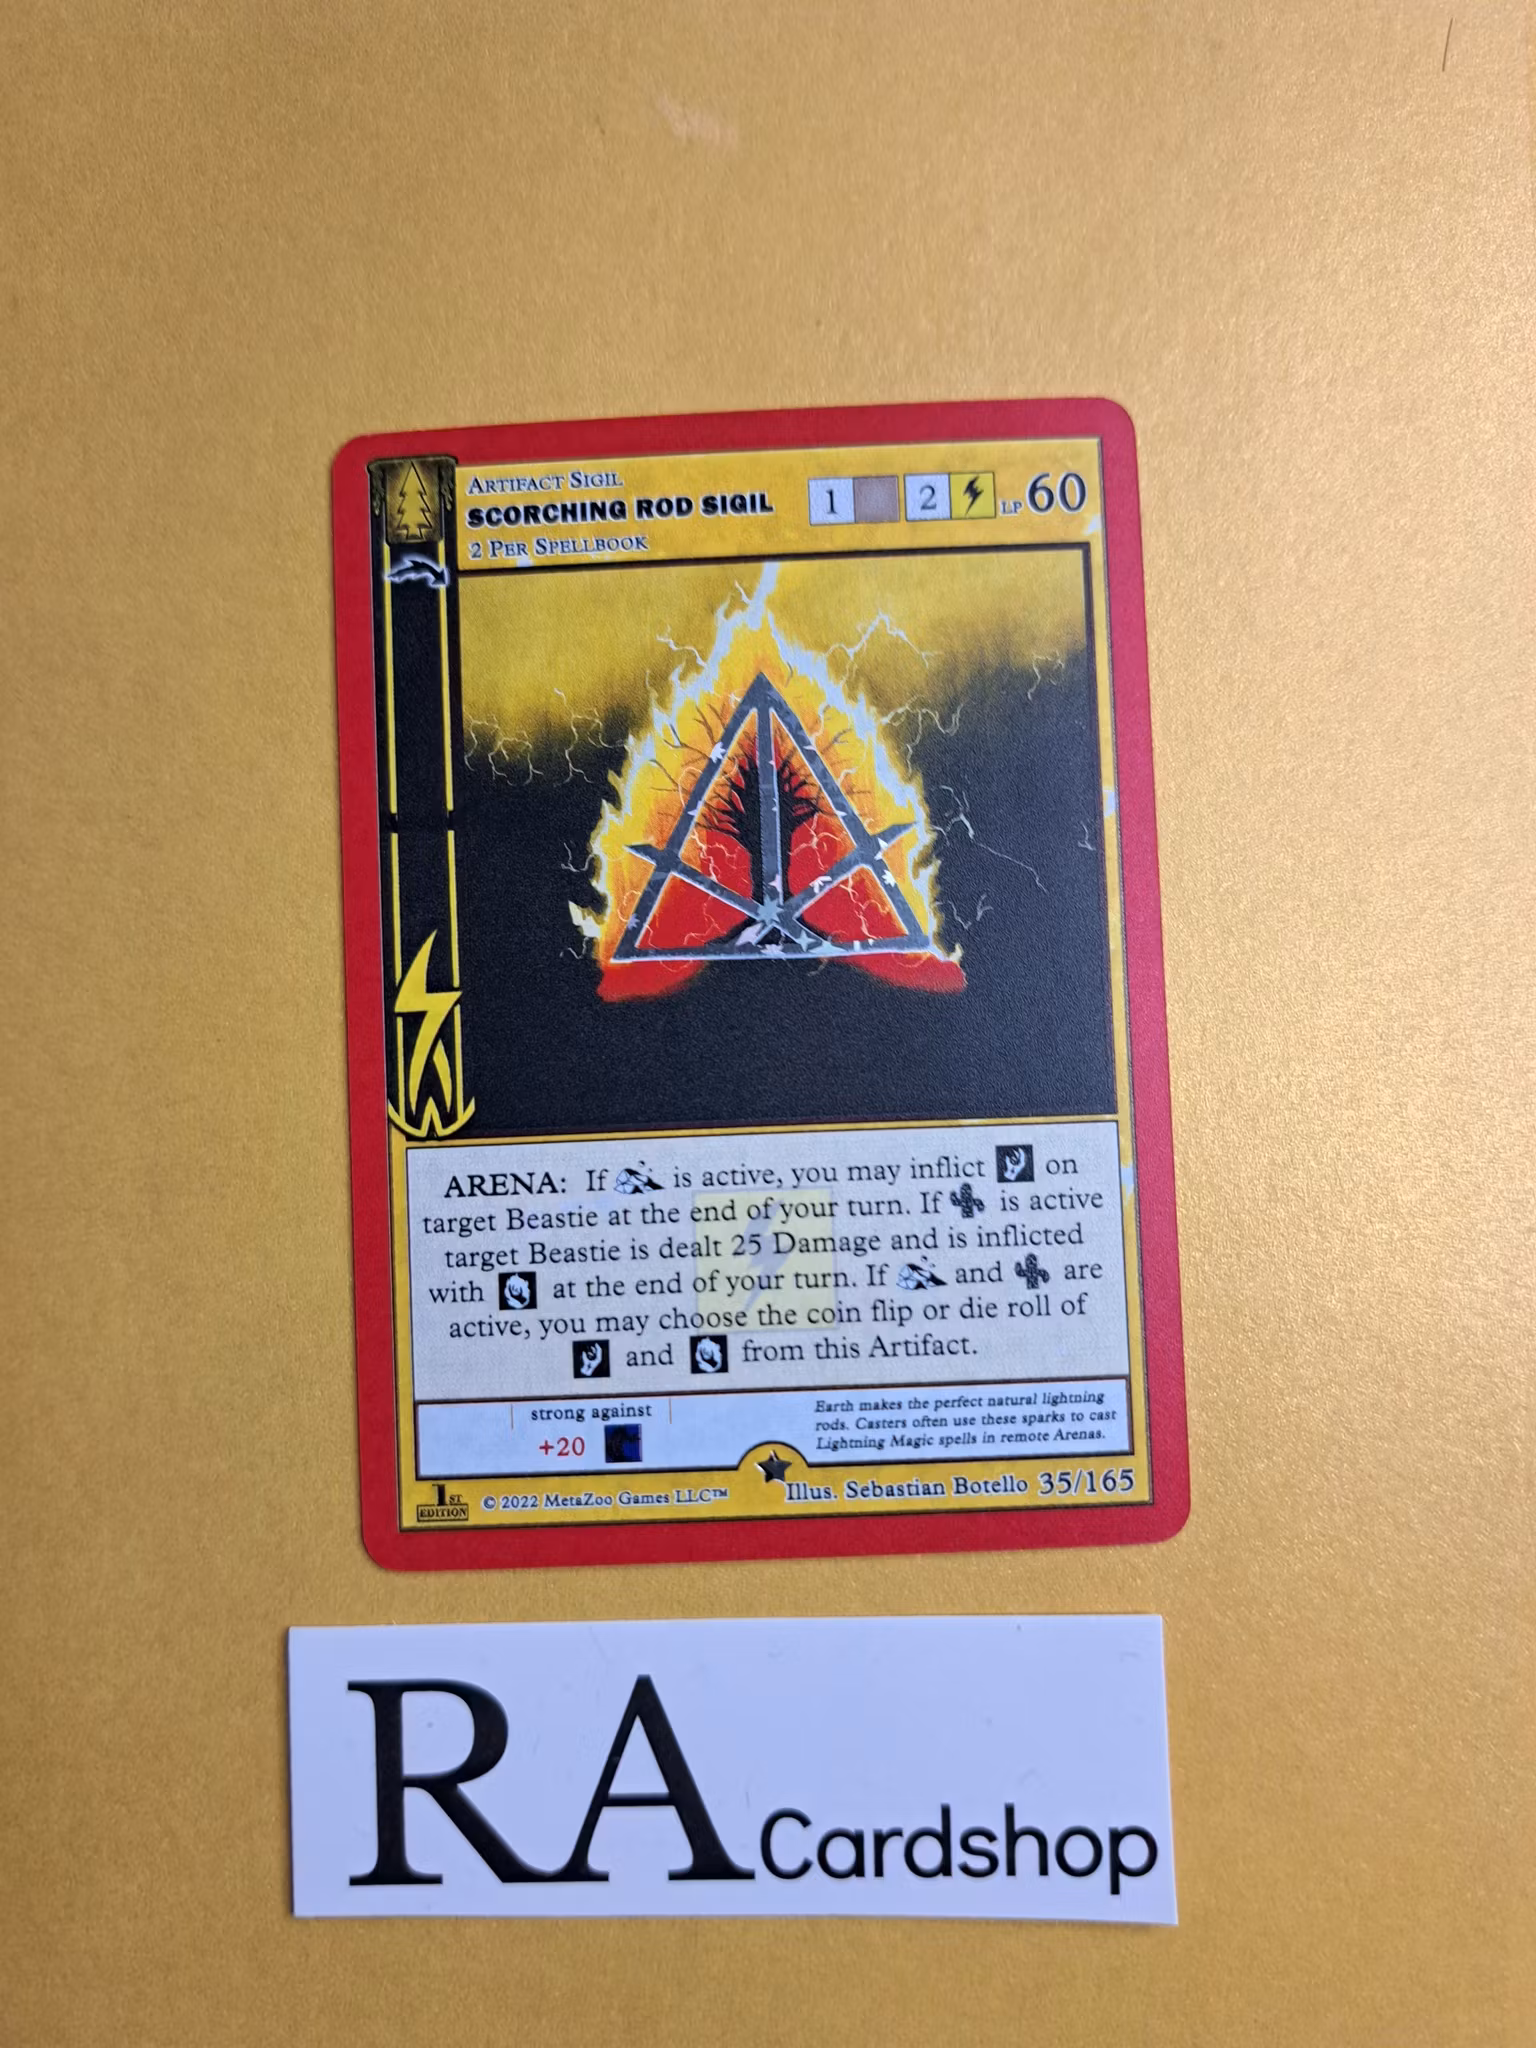 ARTIFACT SIGIL
SCORCHING ROD SIGIL
1 2 LP 60
2 PER SPELLBOOK
ARENA: If is active, you may inflict on
target Beastie at the end of your turn. If is active
target Beastie is dealt 25 Damage and is inflicted
with at the end of your turn. If and are
active, you may choose the coin flip or die roll of
and from this Artifact.
strong against
+20
Earth makes the perfect natural lightning
rods. Casters often use these sparks to cast
Lightning Magic spells in remote Arenas.
1ST
EDITION
© 2022 MetaZoo Games LLC™
Illus. Sebastian Botello 35/165
RA Cardshop